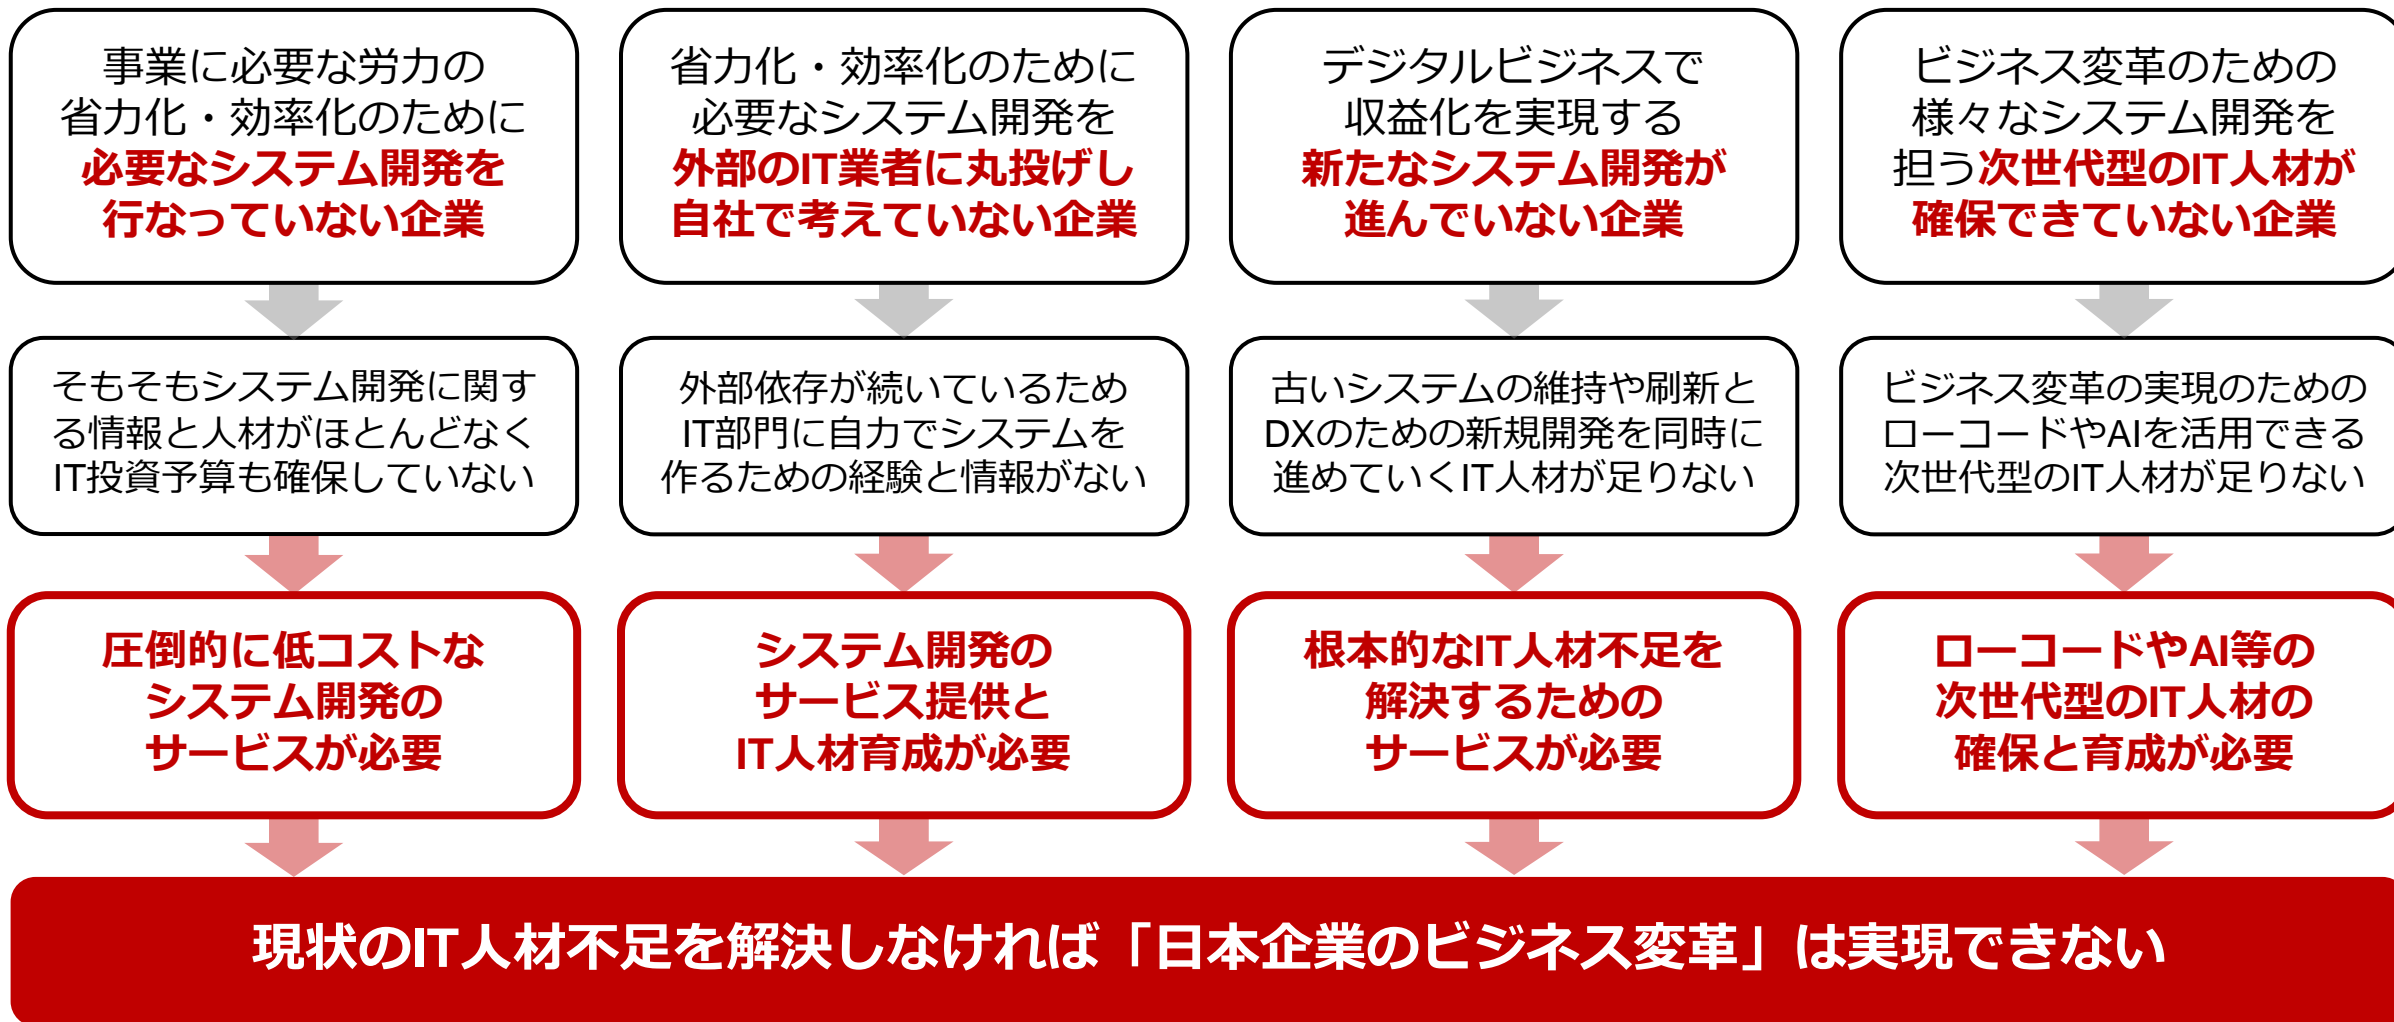 事業に必要な労力の
省力化・効率化のために
必要なシステム開発を
行なっていない企業
省力化・効率化のために
必要なシステム開発を
外部のIT業者に丸投げし
自社で考えていない企業
デジタルビジネスで
収益化を実現する
新たなシステム開発が
進んでいない企業
ビジネス変革のための
様々なシステム開発を
担う次世代型のIT人材が
確保できていない企業
そもそもシステム開発に関す
る情報と人材がほとんどなく
IT投資予算も確保していない
外部依存が続いているため
IT部門に自力でシステムを
作るための経験と情報がない
古いシステムの維持や刷新と
DXのための新規開発を同時に
進めていくIT人材が足りない
ビジネス変革の実現のための
ローコードやAIを活用できる
次世代型のIT人材が足りない
圧倒的に低コストな
システム開発の
サービスが必要
システム開発の
サービス提供と
IT人材育成が必要
根本的なIT人材不足を
解決するための
サービスが必要
ローコードやAI等の
次世代型のIT人材の
確保と育成が必要
現状のIT人材不足を解決しなければ「日本企業のビジネス変革」は実現できない